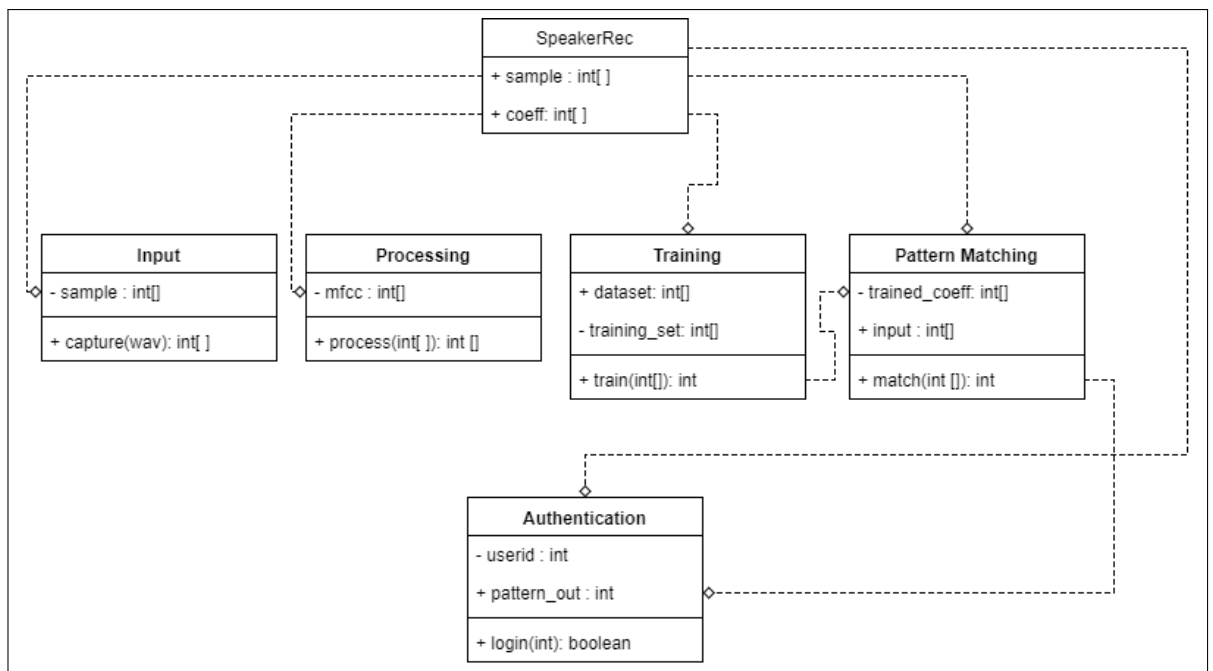 SpeakerRec
+ sample : int[ ]
+ coeff: int[ ]
Input
- sample : int[]
+ capture(wav): int[ ]
Processing
- mfcc : int[]
+ process(int[ ]): int []
Training
+ dataset: int[]
- training_set: int[]
+ train(int[]): int
Pattern Matching
- trained_coeff: int[]
+ input : int[]
+ match(int []): int
Authentication
- userid : int
+ pattern_out : int
+ login(int): boolean